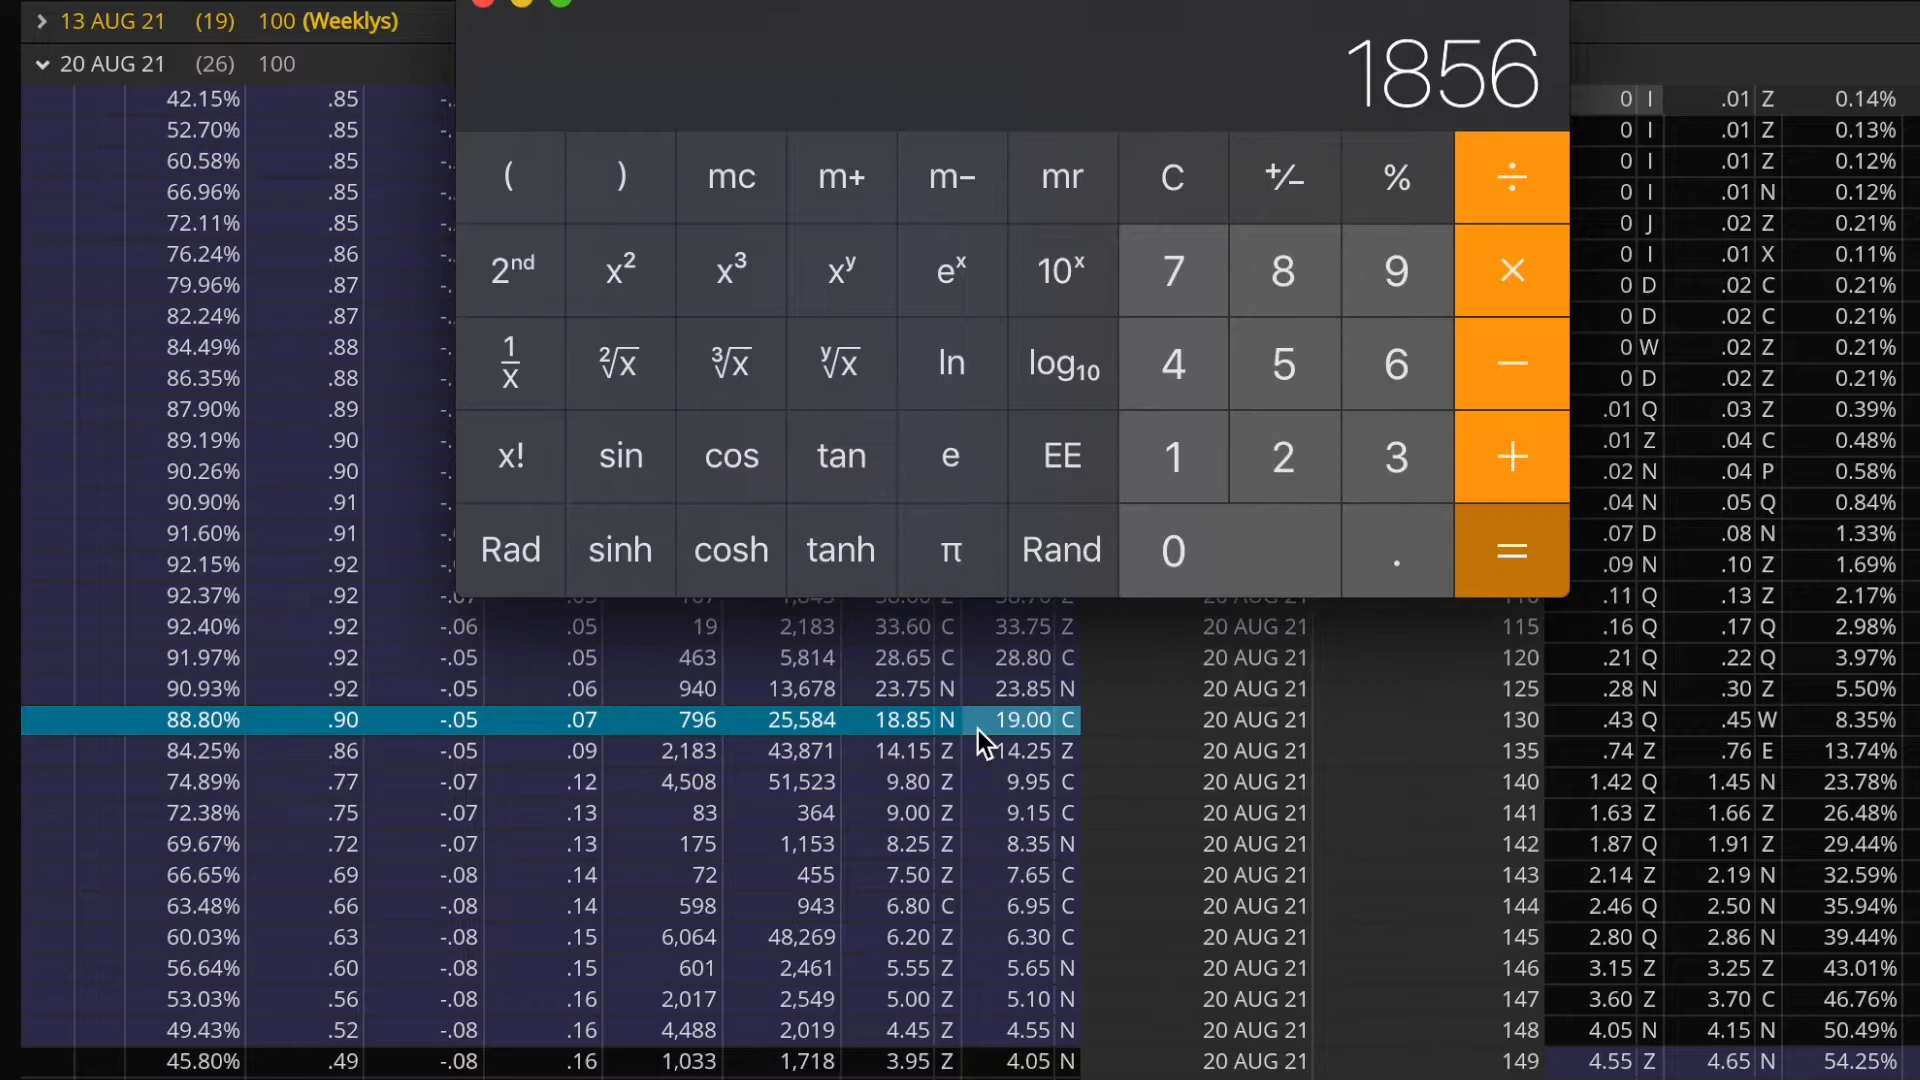 13 AUG 21 (19) 100 (Weeklys)
1856
20 AUG 21 (26) 100
42.15% .85 -. 0 I .01 Z 0.14%
52.70% .85 -. 0 I .01 Z 0.13%
( ) mc m+ m- mr C +/- % ÷
60.58% .85 -. 0 I .01 Z 0.12%
66.96% .85 -. 0 I .01 N 0.12%
72.11% .85 -. 0 J .02 Z 0.21%
76.24% .86 -. 0 I .01 X 0.11%
2nd x2 x3 xy ex 10x 7 8 9 ×
79.96% .87 -. 0 D .02 C 0.21%
82.24% .87 -. 0 D .02 C 0.21%
84.49% .88 -. 0 W .02 Z 0.21%
1/x 2√x 3√x y√x ln log10 4 5 6 −
86.35% .88 -. 0 D .02 Z 0.21%
87.90% .89 -. .01 Q .03 Z 0.39%
89.19% .90 -. .01 Z .04 C 0.48%
x! sin cos tan e EE 1 2 3 +
90.26% .90 -. .02 N .04 P 0.58%
90.90% .91 -. .04 N .05 Q 0.84%
91.60% .91 -. .07 D .08 N 1.33%
Rad sinh cosh tanh π Rand 0 . =
92.15% .92 -. .09 N .10 Z 1.69%
92.37% .92 .11 Q .13 Z 2.17%
92.40% .92 -.06 .05 19 2,183 33.60 C 33.75 Z 20 AUG 21 115 .16 Q .17 Q 2.98%
91.97% .92 -.05 .05 463 5,814 28.65 C 28.80 C 20 AUG 21 120 .21 Q .22 Q 3.97%
90.93% .92 -.05 .06 940 13,678 23.75 N 23.85 N 20 AUG 21 125 .28 N .30 Z 5.50%
88.80% .90 -.05 .07 796 25,584 18.85 N 19.00 C 20 AUG 21 130 .43 Q .45 W 8.35%
84.25% .86 -.05 .09 2,183 43,871 14.15 Z 14.25 Z 20 AUG 21 135 .74 Z .76 E 13.74%
74.89% .77 -.07 .12 4,508 51,523 9.80 Z 9.95 C 20 AUG 21 140 1.42 Q 1.45 N 23.78%
72.38% .75 -.07 .13 83 364 9.00 Z 9.15 C 20 AUG 21 141 1.63 Z 1.66 Z 26.48%
69.67% .72 -.07 .13 175 1,153 8.25 Z 8.35 N 20 AUG 21 142 1.87 Q 1.91 Z 29.44%
66.65% .69 -.08 .14 72 455 7.50 Z 7.65 C 20 AUG 21 143 2.14 Z 2.19 N 32.59%
63.48% .66 -.08 .14 598 943 6.80 C 6.95 C 20 AUG 21 144 2.46 Q 2.50 N 35.94%
60.03% .63 -.08 .15 6,064 48,269 6.20 Z 6.30 C 20 AUG 21 145 2.80 Q 2.86 N 39.44%
56.64% .60 -.08 .15 601 2,461 5.55 Z 5.65 N 20 AUG 21 146 3.15 Z 3.25 Z 43.01%
53.03% .56 -.08 .16 2,017 2,549 5.00 Z 5.10 N 20 AUG 21 147 3.60 Z 3.70 C 46.76%
49.43% .52 -.08 .16 4,488 2,019 4.45 Z 4.55 N 20 AUG 21 148 4.05 N 4.15 N 50.49%
45.80% .49 -.08 .16 1,033 1,718 3.95 Z 4.05 N 20 AUG 21 149 4.55 Z 4.65 N 54.25%